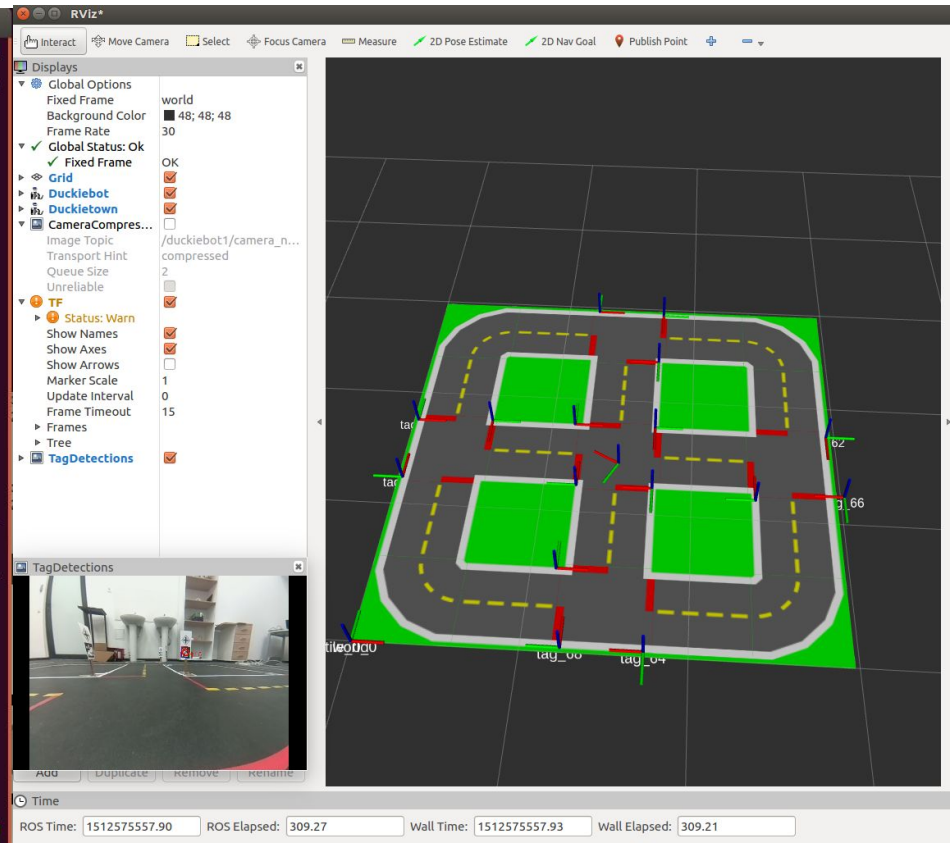 RViz*
Interact Move Camera Select Focus Camera Measure 2D Pose Estimate 2D Nav Goal Publish Point
Displays
Global Options
Fixed Frame world
Background Color 48; 48; 48
Frame Rate 30
Global Status: Ok
Fixed Frame OK
Grid
Duckiebot
Duckietown
CameraCompres...
Image Topic /duckiebot1/camera_n...
Transport Hint compressed
Queue Size 2
Unreliable
TF
Status: Warn
Show Names
Show Axes
Show Arrows
Marker Scale 1
Update Interval 0
Frame Timeout 15
Frames
Tree
TagDetections
TagDetections
Add Duplicate Remove Rename
62
66
tag_64
Time
ROS Time: 1512575557.90 ROS Elapsed: 309.27 Wall Time: 1512575557.93 Wall Elapsed: 309.21